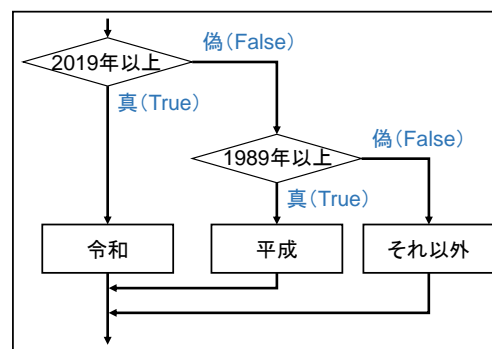 偽（False）
2019年以上
真（True）
偽（False）
1989年以上
真（True）
令和
平成
それ以外